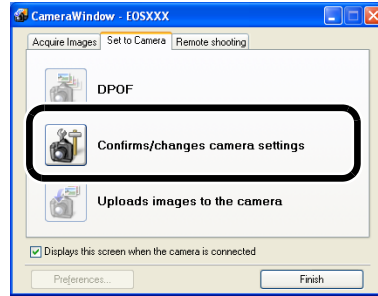 CameraWindow - EOSXXX
Acquire Images Set to Camera Remote shooting
DPOF
Confirms/changes camera settings
Uploads images to the camera
Displays this screen when the camera is connected
Preferences... Finish